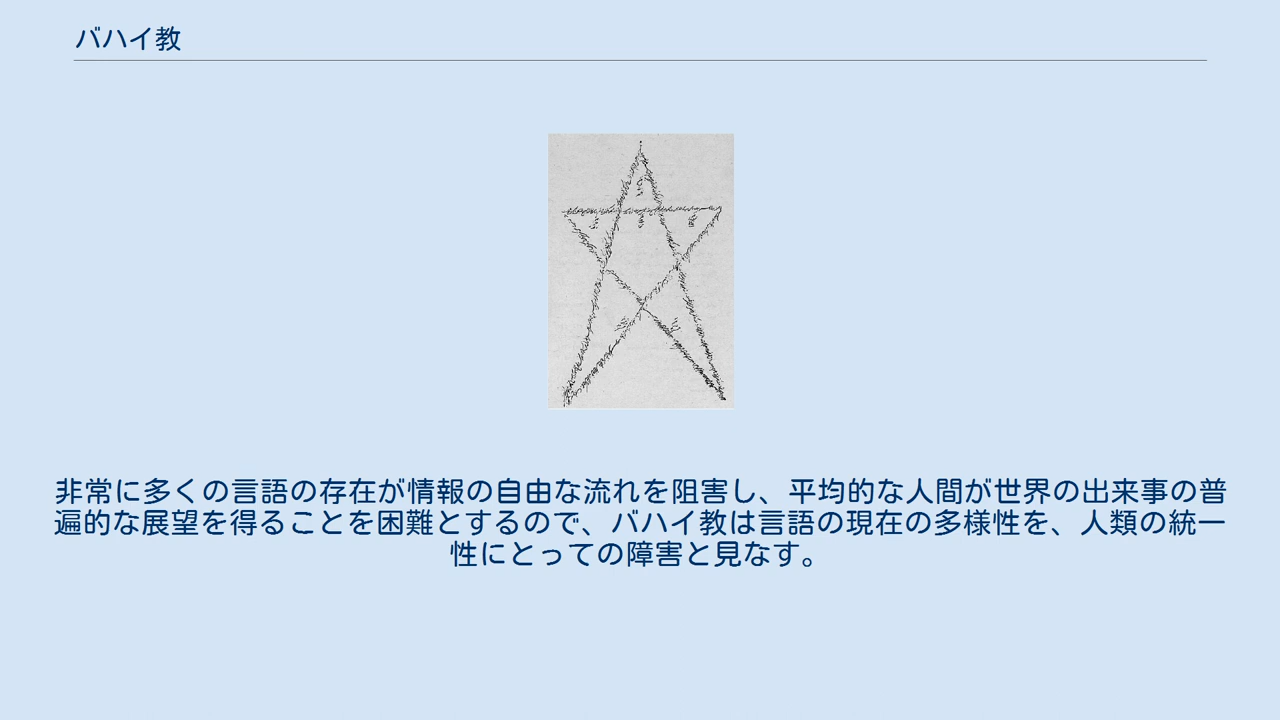 バハイ教
非常に多くの言語の存在が情報の自由な流れを阻害し、平均的な人間が世界の出来事の普
遍的な展望を得ることを困難とするので、バハイ教は言語の現在の多様性を、人類の統一
性にとっての障害と見なす。